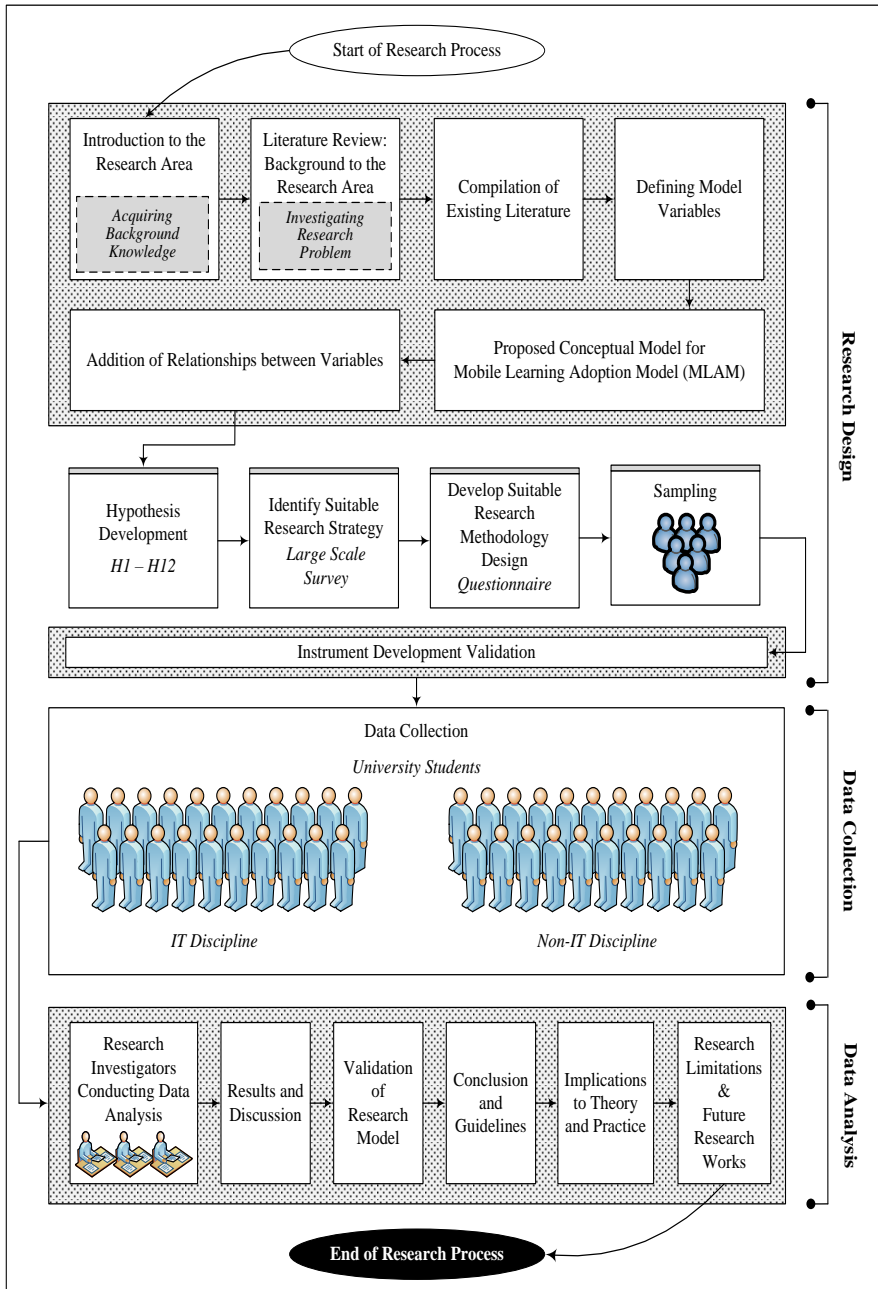 Start of Research Process
Introduction to the
Research Area
Acquiring
Background
Knowledge
Literature Review:
Background to the
Research Area
Investigating
Research
Problem
Compilation of
Existing Literature
Defining Model
Variables
Addition of Relationships between Variables
Proposed Conceptual Model for
Mobile Learning Adoption Model (MLAM)
Research Design
Hypothesis
Development
H1 – H12
Identify Suitable
Research Strategy
Large Scale
Survey
Develop Suitable
Research
Methodology
Design
Questionnaire
Sampling
Instrument Development Validation
Data Collection
University Students
IT Discipline
Non-IT Discipline
Data Collection
Research
Investigators
Conducting Data
Analysis
Results and
Discussion
Validation
of
Research
Model
Conclusion
and
Guidelines
Implications
to Theory
and Practice
Research
Limitations
&
Future
Research
Works
Data Analysis
End of Research Process